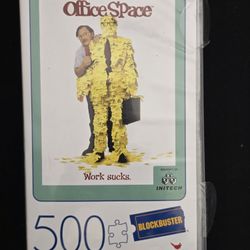 Office Space
Work sucks.
INITECH
500
BLOCKBUSTER